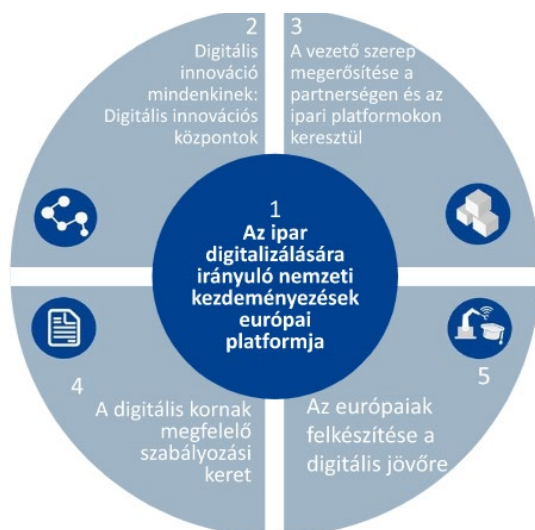 2
Digitális
innováció
mindenkinek:
Digitális innovációs
központok
3
A vezető szerep
megerősítése a
partnerségen és az
ipari platformokon
keresztül
1
Az ipar
digitalizálására
irányuló nemzeti
kezdeményezések
európai
platformja
4
A digitális kornak
megfelelő
szabályozási
keret
5
Az európaiak
felkészítése a
digitális jövőre